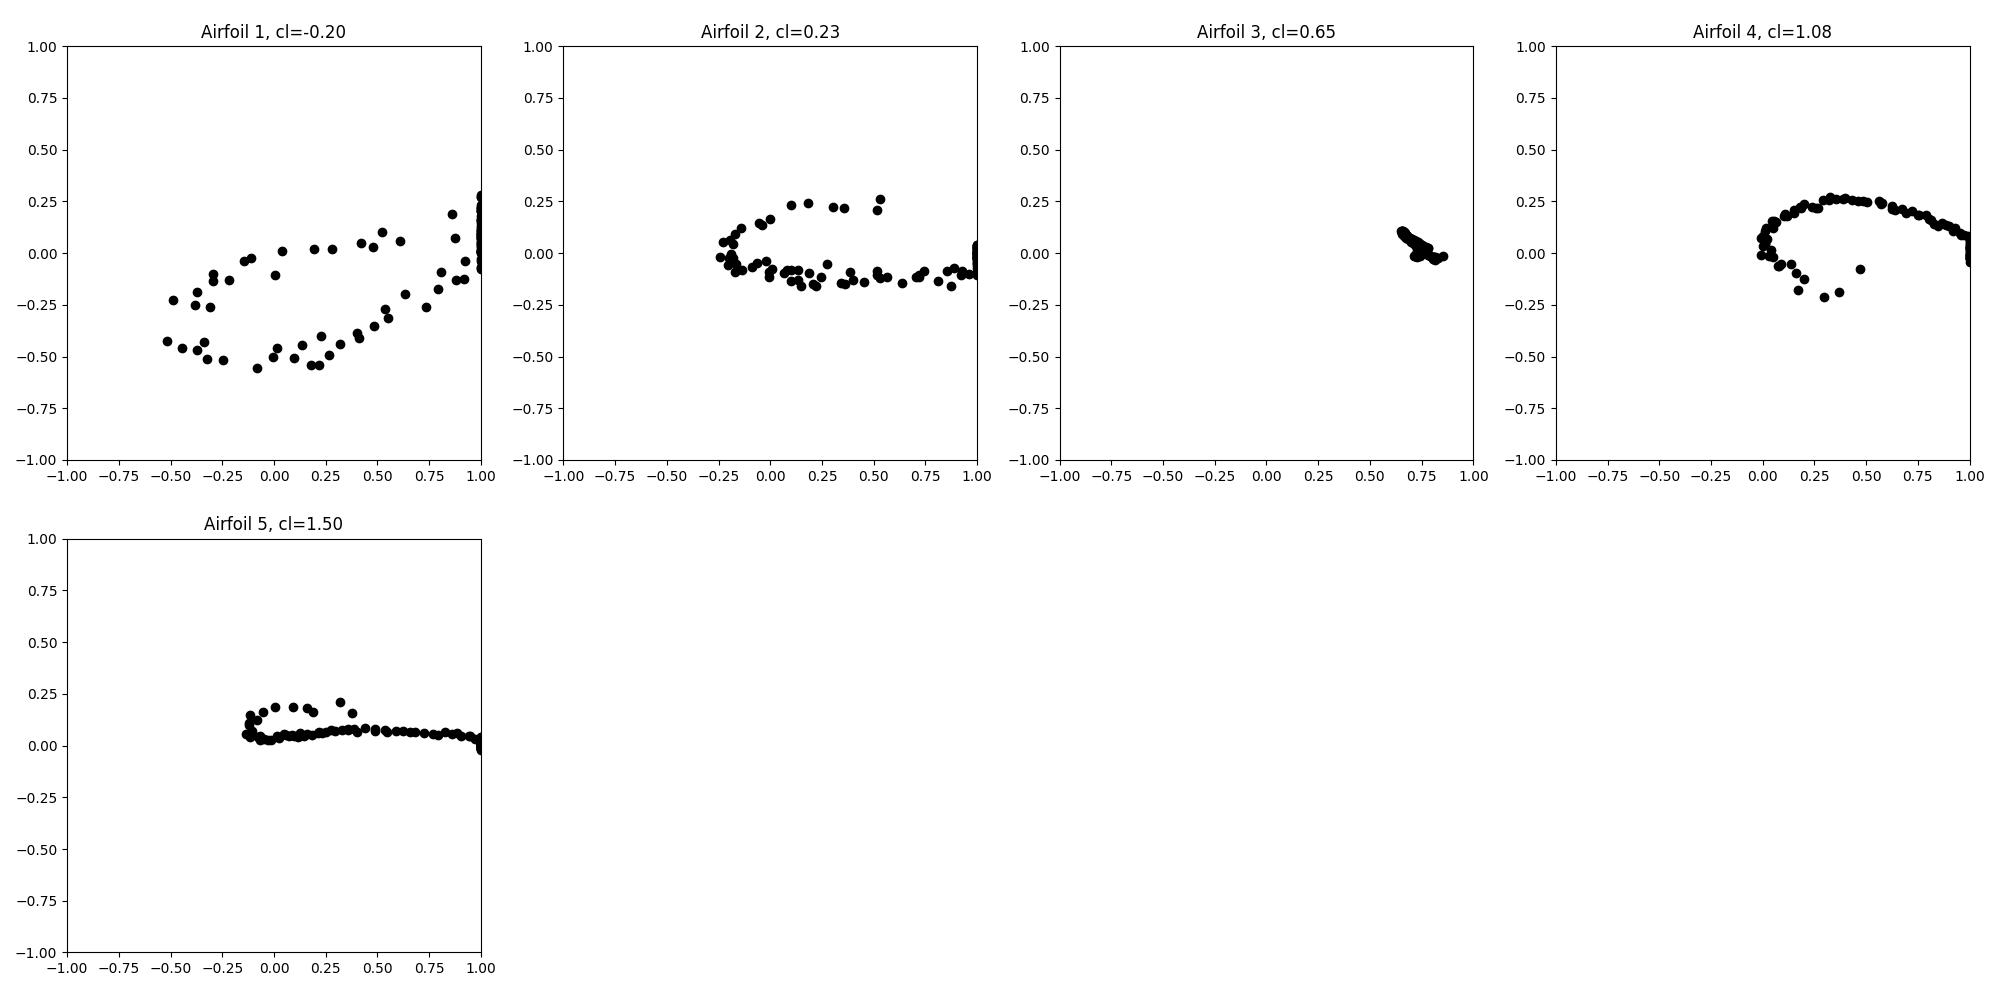 Airfoil 1, cl=-0.20
Airfoil 2, cl=0.23
Airfoil 3, cl=0.65
Airfoil 4, cl=1.08
1.00 1.00 1.00 1.00
0.75 0.75 0.75 0.75
0.50 0.50 0.50 0.50
0.25 0.25 0.25 0.25
0.00 0.00 0.00 0.00
−0.25 −0.25 −0.25 −0.25
−0.50 −0.50 −0.50 −0.50
−0.75 −0.75 −0.75 −0.75
−1.00 −1.00 −1.00 −1.00
−1.00 −0.75 −0.50 −0.25 0.00 0.25 0.50 0.75 1.00
−1.00 −0.75 −0.50 −0.25 0.00 0.25 0.50 0.75 1.00
−1.00 −0.75 −0.50 −0.25 0.00 0.25 0.50 0.75 1.00
−1.00 −0.75 −0.50 −0.25 0.00 0.25 0.50 0.75 1.00
Airfoil 5, cl=1.50
1.00
0.75
0.50
0.25
0.00
−0.25
−0.50
−0.75
−1.00
−1.00 −0.75 −0.50 −0.25 0.00 0.25 0.50 0.75 1.00